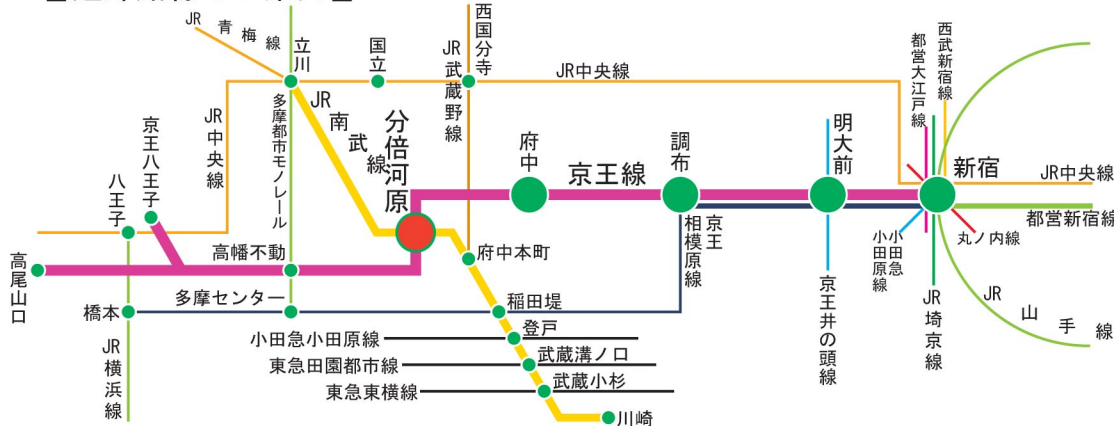 JR
青梅線
立川
国立
西国分寺
JR武蔵野線
JR中央線
都営大江戸線
西武新宿線
JR中央線
多摩都市モノレール
JR
南武線
分倍河原
府中
京王線
調布
明大前
新宿
JR中央線
都営新宿線
京王八王子
八王子
高尾山口
高幡不動
府中本町
京王
相模原線
小田急
小田原線
丸ノ内線
橋本
多摩センター
稲田堤
京王井の頭線
JR埼京線
JR山手線
JR横浜線
小田急小田原線
登戸
東急田園都市線
武蔵溝ノ口
東急東横線
武蔵小杉
川崎